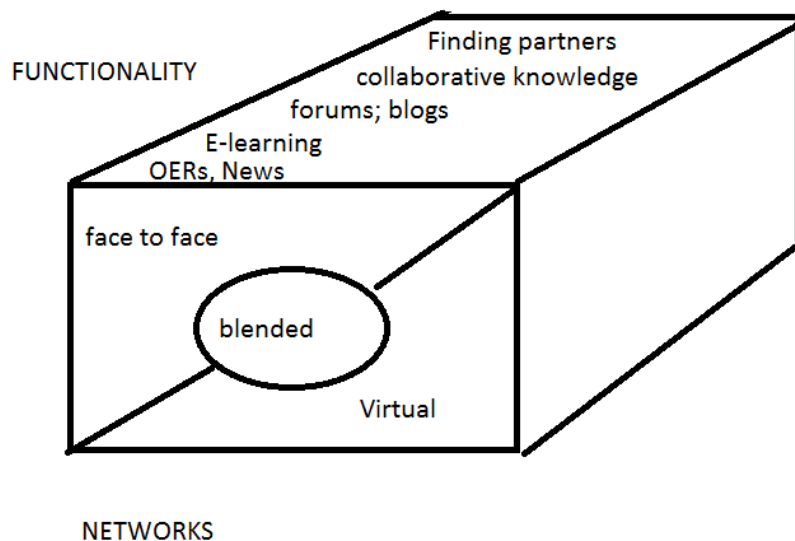 Finding partners
FUNCTIONALITY
collaborative knowledge
forums; blogs
E-learning
OERs, News
face to face
blended
Virtual
NETWORKS